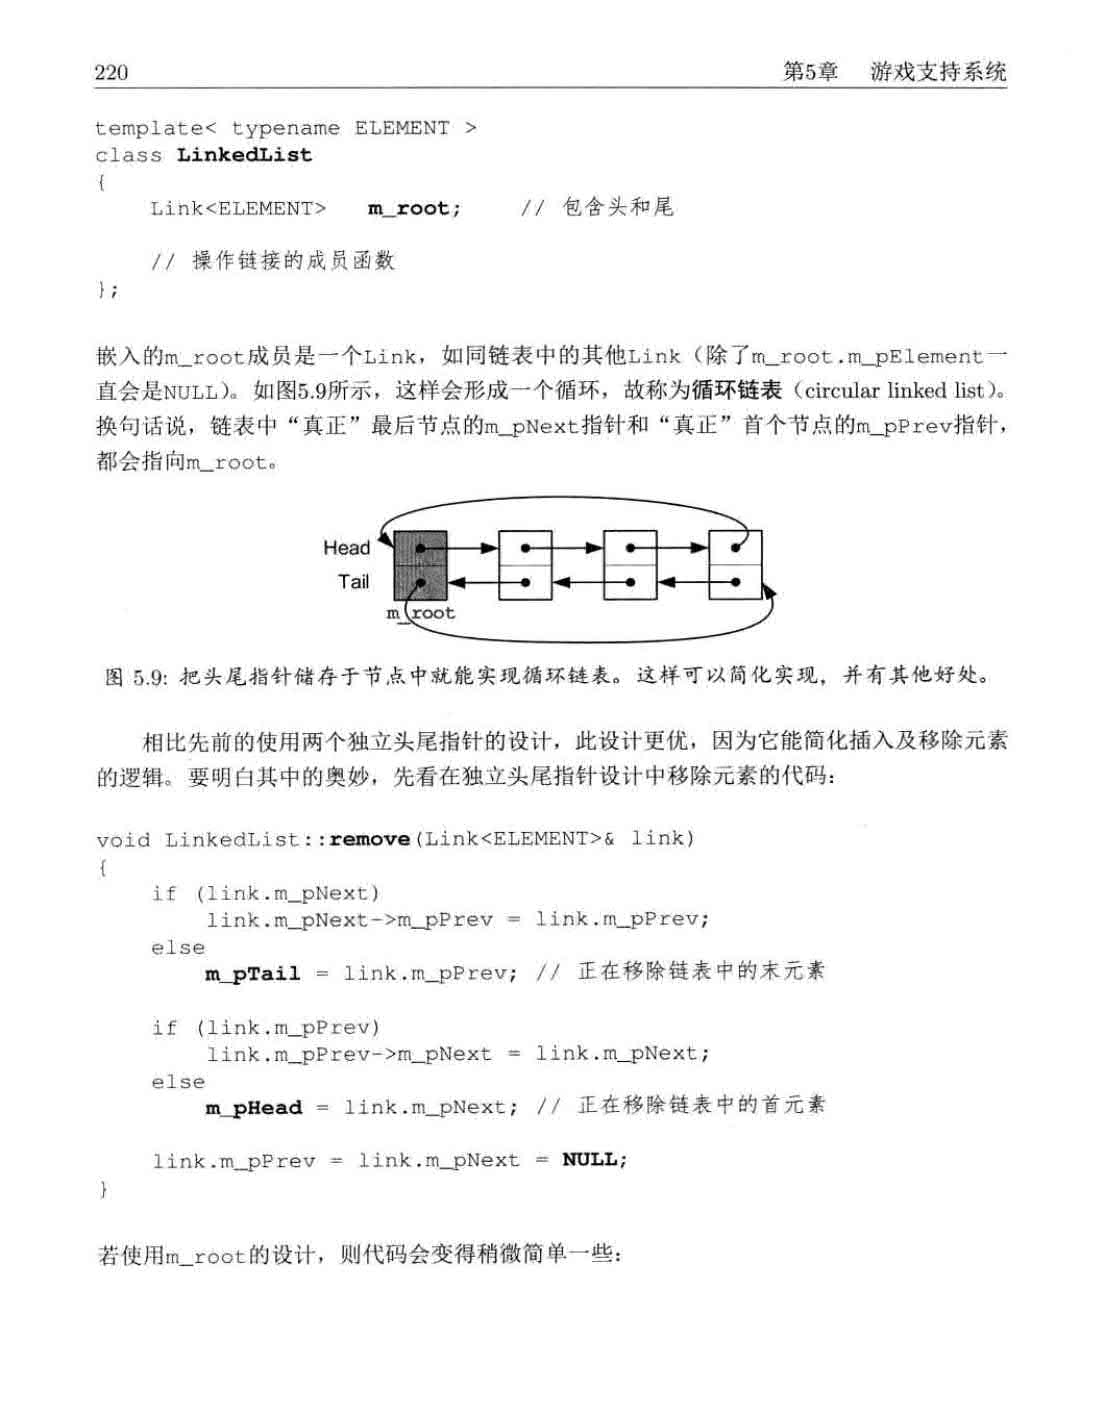 220
第5章 游戏支持系统
template< typename ELEMENT >
class LinkedList
{
Link<ELEMENT> m_root; // 包含头和尾
// 操作链接的成员函数
};
嵌入的m_root成员是一个Link，如同链表中的其他Link（除了m_root.m_pElement一
直会是NULL）。如图5.9所示，这样会形成一个循环，故称为循环链表（circular linked list）。
换句话说，链表中“真正”最后节点的m_pNext指针和“真正”首个节点的m_pPrev指针，
都会指向m_root。
Head
Tail
m_root
图 5.9: 把头尾指针储存于节点中就能实现循环链表。这样可以简化实现，并有其他好处。
相比先前的使用两个独立头尾指针的设计，此设计更优，因为它能简化插入及移除元素
的逻辑。要明白其中的奥妙，先看在独立头尾指针设计中移除元素的代码：
void LinkedList::remove(Link<ELEMENT>& link)
{
if (link.m_pNext)
link.m_pNext->m_pPrev = link.m_pPrev;
else
m_pTail = link.m_pPrev; // 正在移除链表中的末元素
if (link.m_pPrev)
link.m_pPrev->m_pNext = link.m_pNext;
else
m_pHead = link.m_pNext; // 正在移除链表中的首元素
link.m_pPrev = link.m_pNext = NULL;
}
若使用m_root的设计，则代码会变得稍微简单一些：